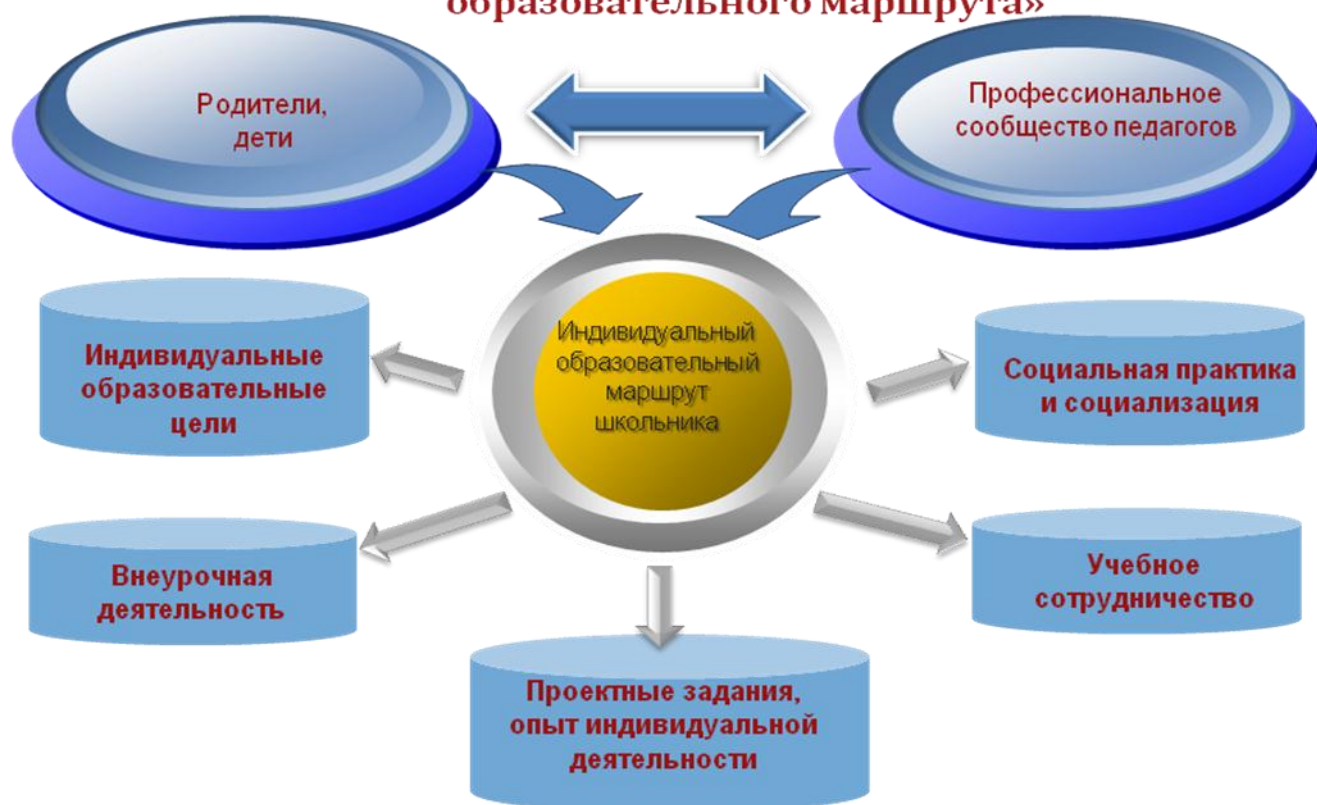 образовательного маршрута»
Родители,
дети
Профессиональное
сообщество педагогов
Индивидуальный
образовательный
маршрут
школьника
Индивидуальные
образовательные
цели
Социальная практика
и социализация
Внеурочная
деятельность
Учебное
сотрудничество
Проектные задания,
опыт индивидуальной
деятельности